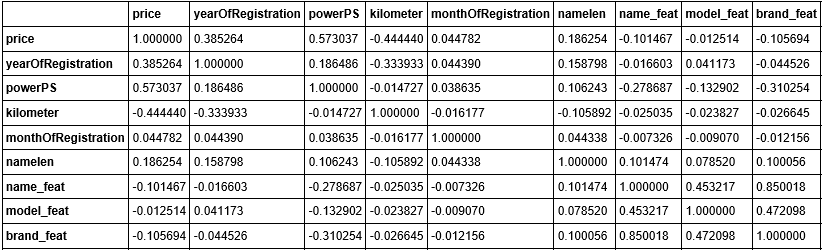 price yearOfRegistration powerPS kilometer monthOfRegistration namelen name_feat model_feat brand_feat
price 1.000000 0.385264 0.573037 -0.444440 0.044782 0.186254 -0.101467 -0.012514 -0.105694
yearOfRegistration 0.385264 1.000000 0.186486 -0.333933 0.044390 0.158798 -0.016603 0.041173 -0.044526
powerPS 0.573037 0.186486 1.000000 -0.014727 0.038635 0.106243 -0.278687 -0.132902 -0.310254
kilometer -0.444440 -0.333933 -0.014727 1.000000 -0.016177 -0.105892 -0.025035 -0.023827 -0.026645
monthOfRegistration 0.044782 0.044390 0.038635 -0.016177 1.000000 0.044338 -0.007326 -0.009070 -0.012156
namelen 0.186254 0.158798 0.106243 -0.105892 0.044338 1.000000 0.101474 0.078520 0.100056
name_feat -0.101467 -0.016603 -0.278687 -0.025035 -0.007326 0.101474 1.000000 0.453217 0.850018
model_feat -0.012514 0.041173 -0.132902 -0.023827 -0.009070 0.078520 0.453217 1.000000 0.472098
brand_feat -0.105694 -0.044526 -0.310254 -0.026645 -0.012156 0.100056 0.850018 0.472098 1.000000